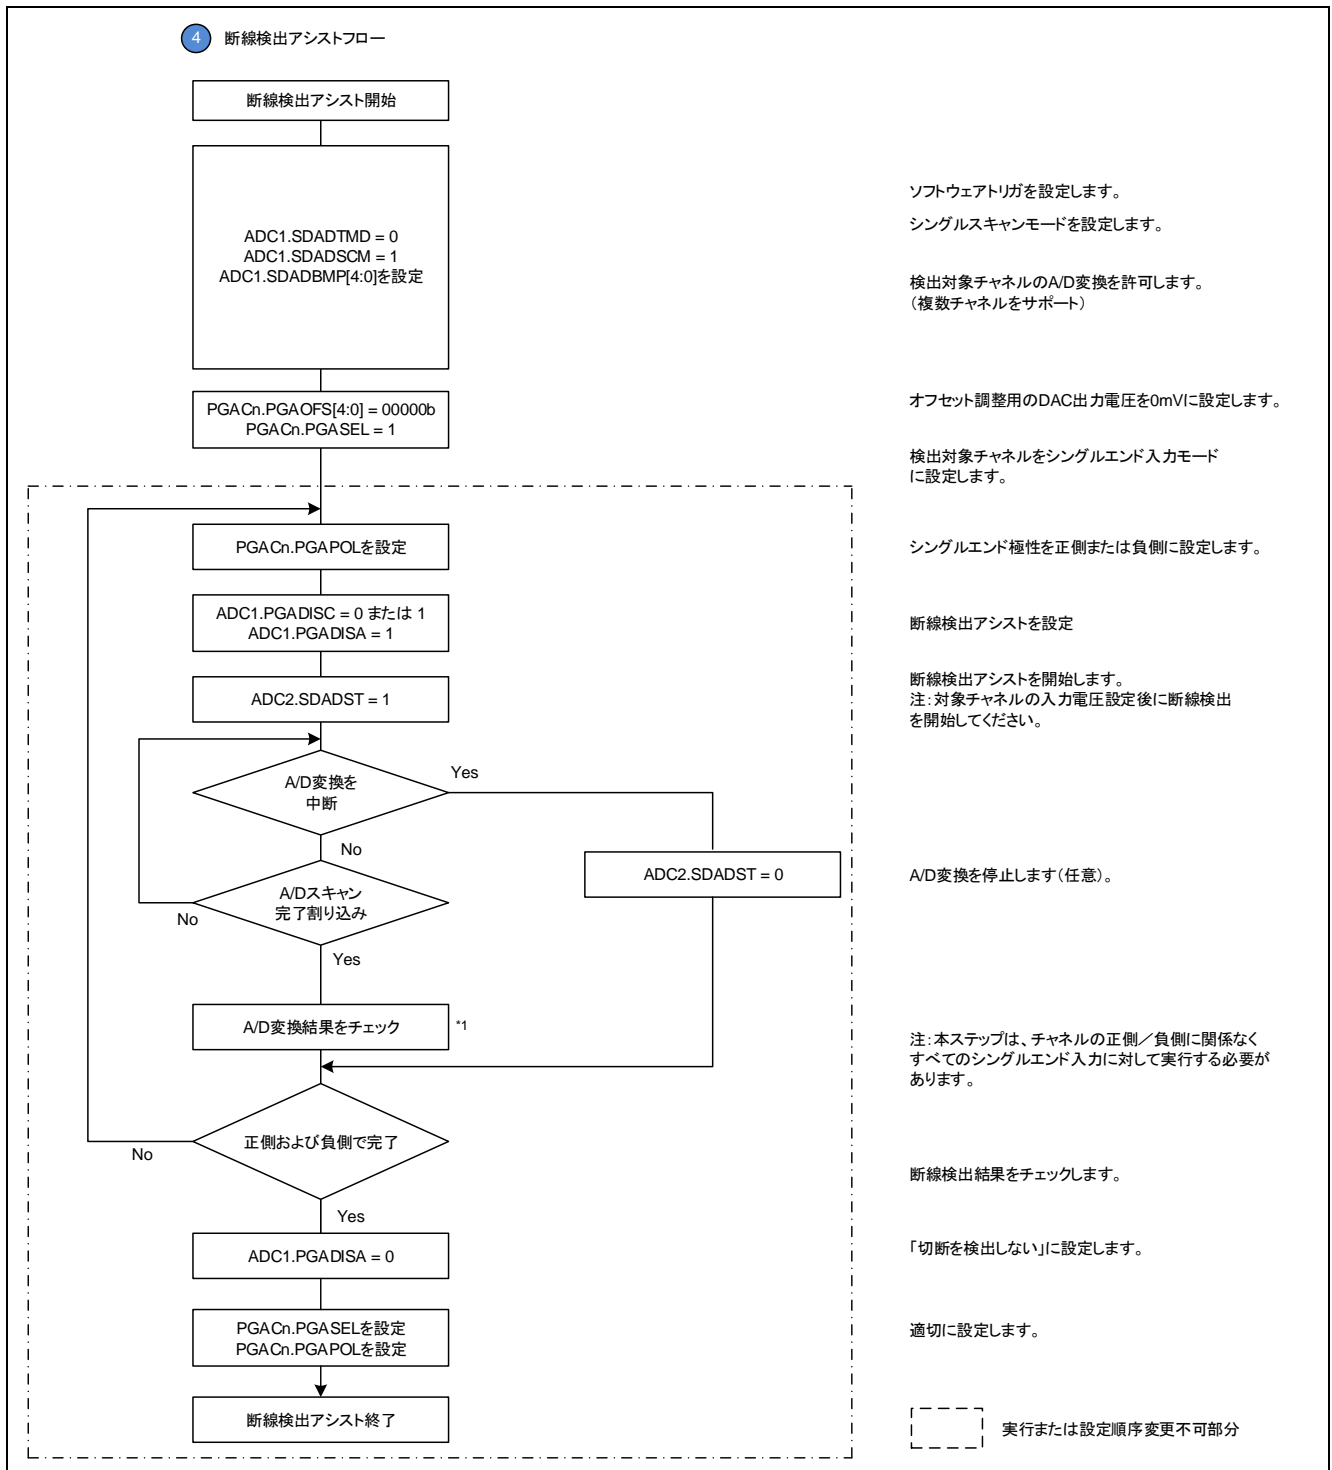 4 断線検出アシストフロー
断線検出アシスト開始
ADC1.SDADTMD = 0
ADC1.SDADSCM = 1
ADC1.SDADBMP[4:0]を設定
ソフトウェアトリガを設定します。
シングルスキャンモードを設定します。
検出対象チャネルのA/D変換を許可します。
（複数チャネルをサポート）
PGACn.PGAOFS[4:0] = 00000b
PGACn.PGASEL = 1
オフセット調整用のDAC出力電圧を0mVに設定します。
検出対象チャネルをシングルエンド入力モード
に設定します。
PGACn.PGAPOLを設定
シングルエンド極性を正側または負側に設定します。
ADC1.PGADISC = 0 または 1
ADC1.PGADISA = 1
断線検出アシストを設定
ADC2.SDADST = 1
断線検出アシストを開始します。
注：対象チャネルの入力電圧設定後に断線検出
を開始してください。
A/D変換を
中断
Yes
No
ADC2.SDADST = 0
A/D変換を停止します（任意）。
A/Dスキャン
完了割り込み
No
Yes
A/D変換結果をチェック *1
注：本ステップは、チャネルの正側／負側に関係なく
すべてのシングルエンド入力に対して実行する必要が
あります。
正側および負側で完了
No
Yes
断線検出結果をチェックします。
ADC1.PGADISA = 0
「切断を検出しない」に設定します。
PGACn.PGASELを設定
PGACn.PGAPOLを設定
適切に設定します。
断線検出アシスト終了
実行または設定順序変更不可部分